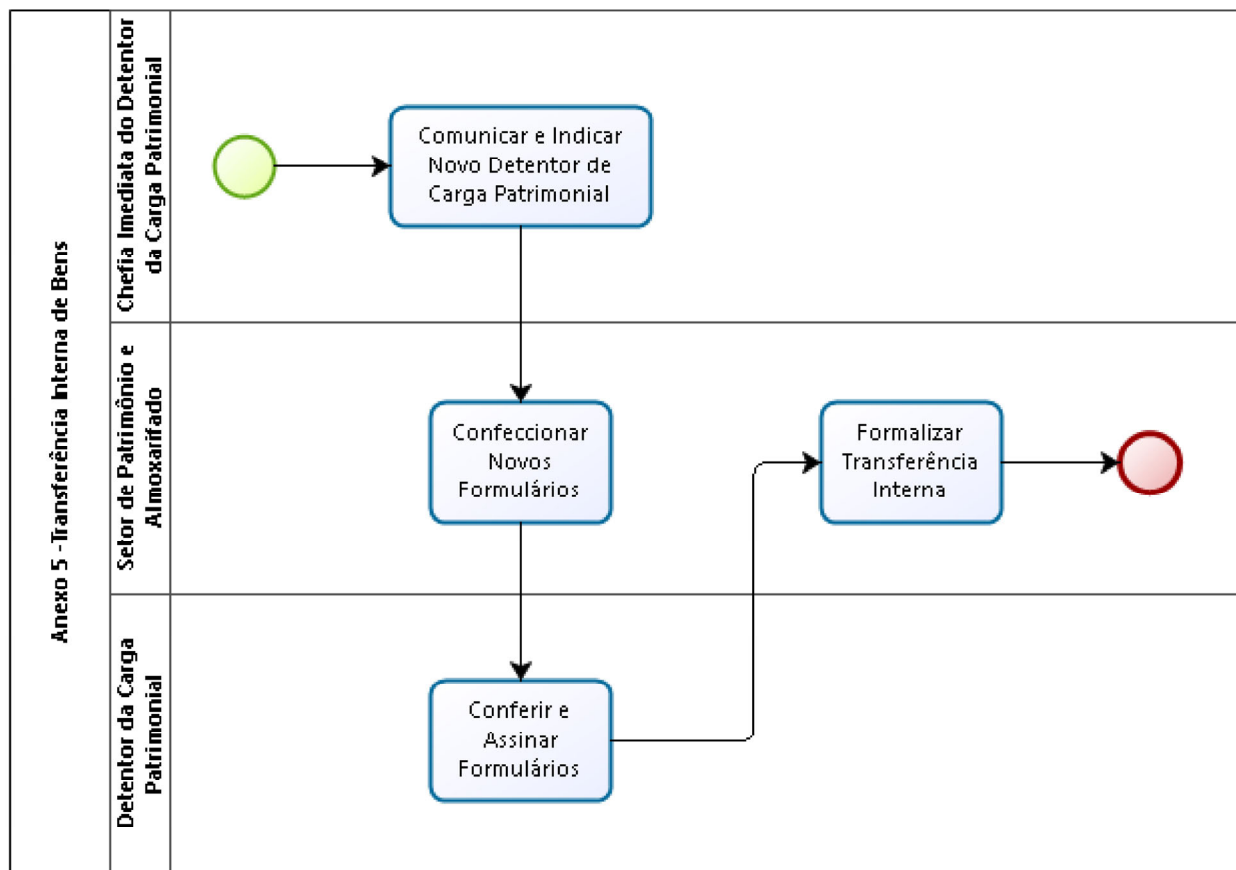 Anexo 5 -Transferência Interna de Bens
Chefia Imediata do Detentor
da Carga Patrimonial
Comunicar e Indicar
Novo Detentor de
Carga Patrimonial
Setor de Patrimônio e
Almoxarifado
Confeccionar
Novos
Formulários
Formalizar
Transferência
Interna
Detentor da Carga
Patrimonial
Conferir e
Assinar
Formulários